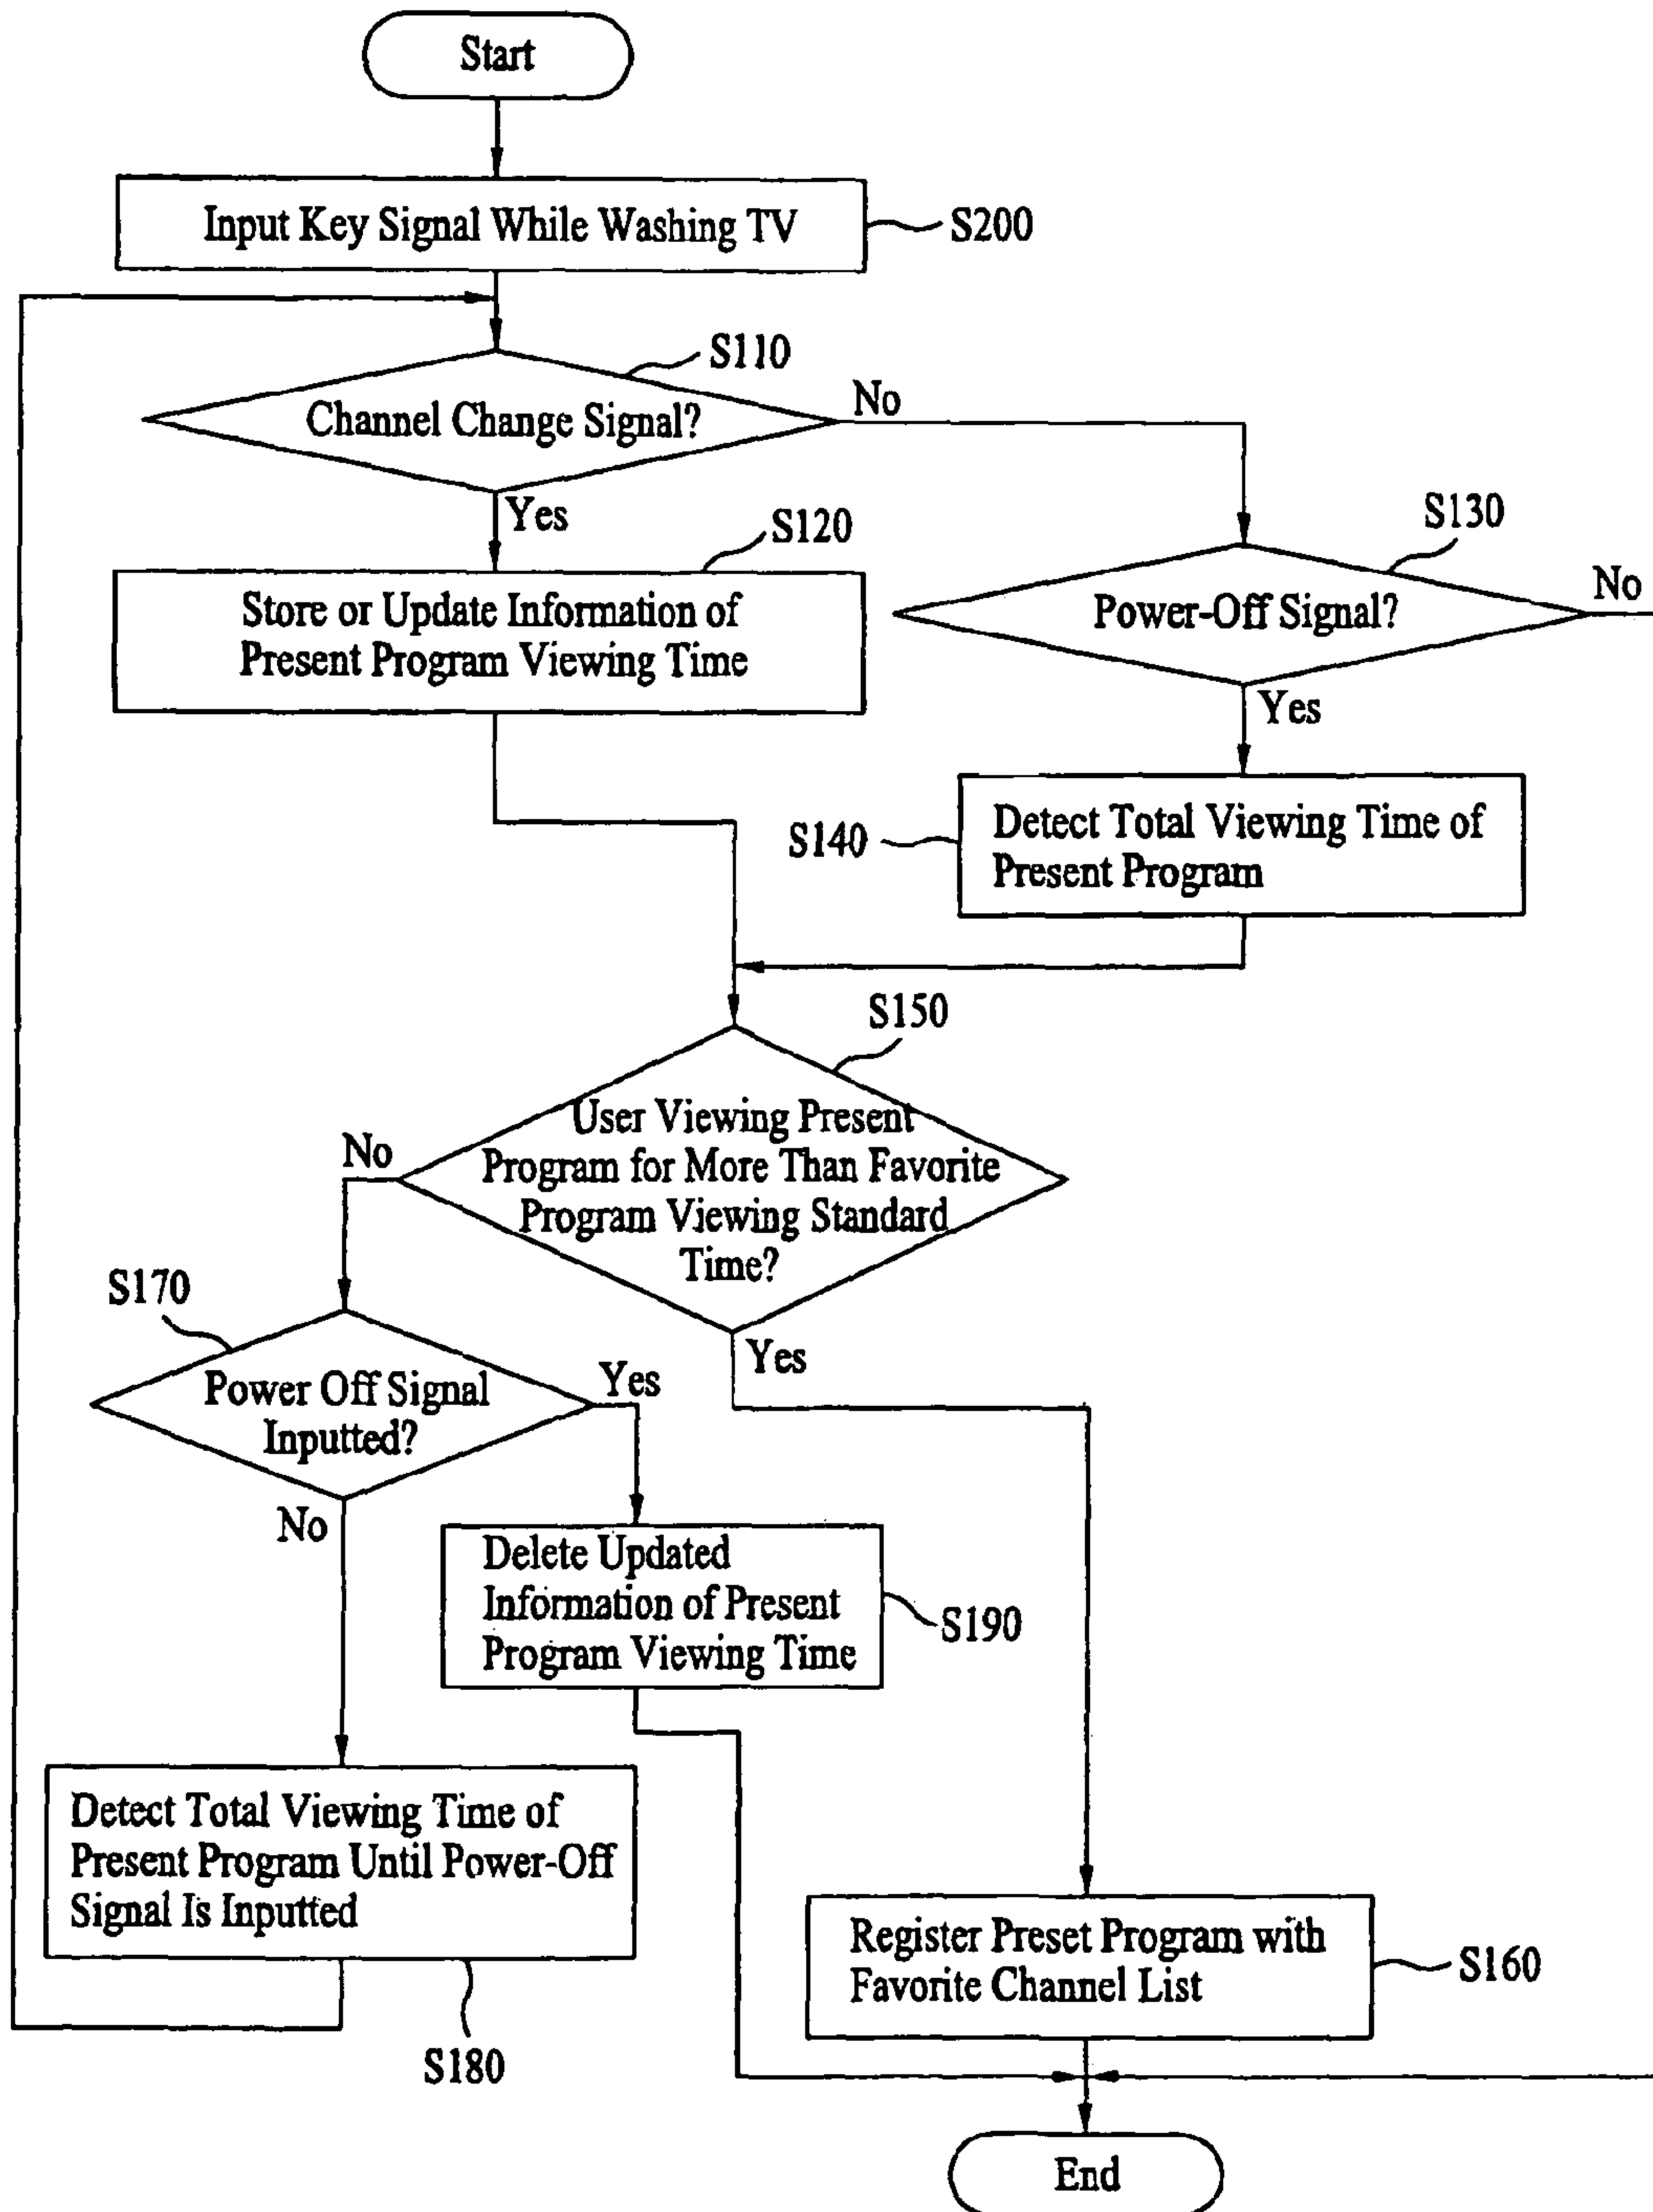 Start
Input Key Signal While Washing TV
S200
S110
Channel Change Signal?
No
Yes
S120
Store or Update Information of
Present Program Viewing Time
S130
Power-Off Signal?
No
Yes
S140
Detect Total Viewing Time of
Present Program
S150
User Viewing Present
Program for More Than Favorite
Program Viewing Standard
Time?
No
Yes
S170
Power Off Signal
Inputted?
Yes
No
Delete Updated
Information of Present
Program Viewing Time
S190
Detect Total Viewing Time of
Present Program Until Power-Off
Signal Is Inputted
S180
Register Preset Program with
Favorite Channel List
S160
End